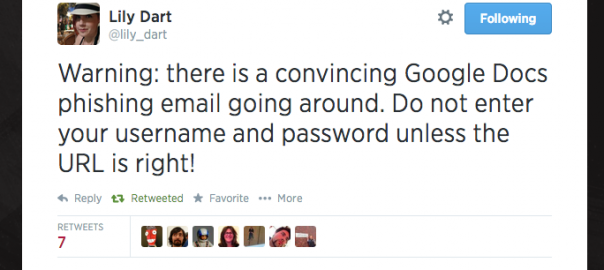 Lily Dart
@lily_dart
Following
Warning: there is a convincing Google Docs
phishing email going around. Do not enter
your username and password unless the
URL is right!
Reply Retweeted Favorite More
RETWEETS
7